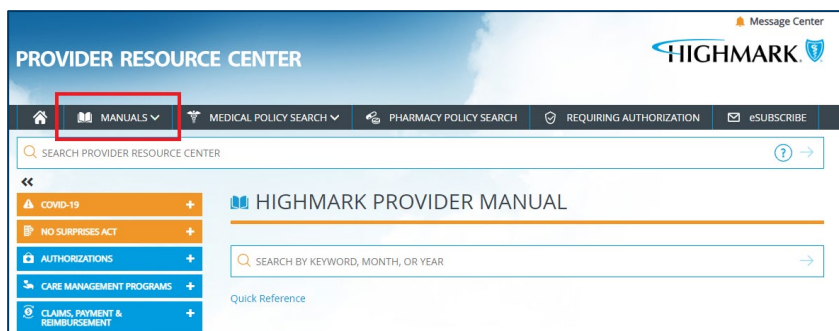 Message Center
PROVIDER RESOURCE CENTER
HIGHMARK
MANUALS
MEDICAL POLICY SEARCH
PHARMACY POLICY SEARCH
REQUIRING AUTHORIZATION
eSUBSCRIBE
SEARCH PROVIDER RESOURCE CENTER
?
«
COVID-19 +
NO SURPRISES ACT +
AUTHORIZATIONS +
CARE MANAGEMENT PROGRAMS +
CLAIMS, PAYMENT & +
REIMBURSEMENT
HIGHMARK PROVIDER MANUAL
SEARCH BY KEYWORD, MONTH, OR YEAR
Quick Reference